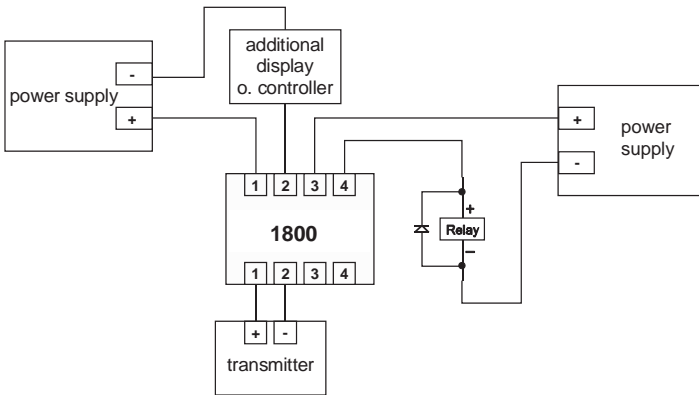 additional
display
o. controller
-
power supply
+
+
power
supply
-
1 2 3 4
1800
+
Relay
–
1 2 3 4
+ -
transmitter